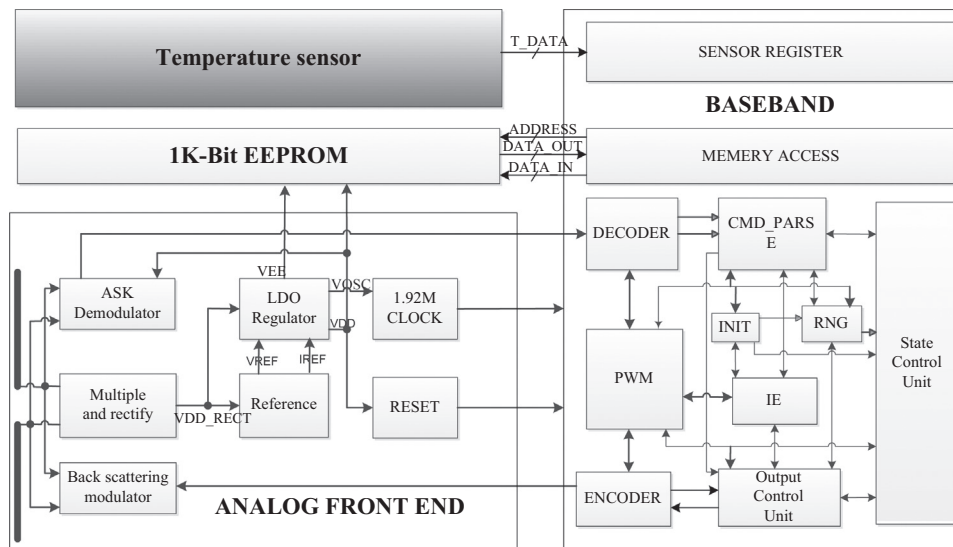 Temperature sensor
T_DATA
SENSOR REGISTER
BASEBAND
1K-Bit EEPROM
ADDRESS
DATA_OUT
DATA_IN
MEMERY ACCESS
DECODER
CMD_PARS
E
ASK
Demodulator
VEE
LDO
Regulator
VOSC
VDD
1.92M
CLOCK
INIT
RNG
State
Control
Unit
VREF
IREF
PWM
Multiple
and rectify
VDD_RECT
Reference
RESET
IE
Back scattering
modulator
ANALOG FRONT END
ENCODER
Output
Control
Unit